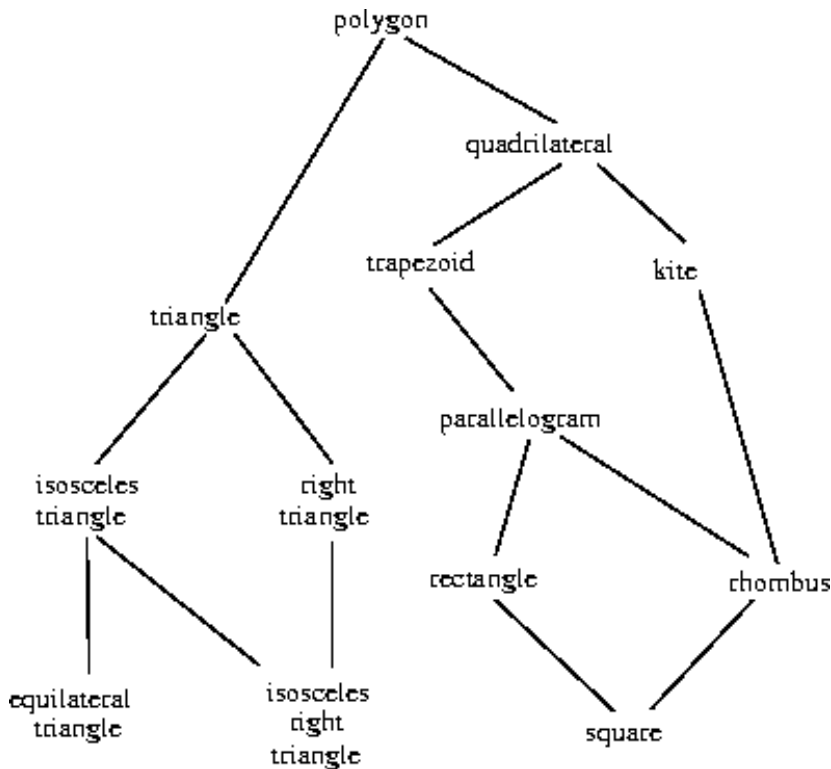 polygon
quadrilateral
trapezoid
kite
triangle
parallelogram
isosceles
triangle
right
triangle
rectangle
rhombus
equilateral
triangle
isosceles
right
triangle
square